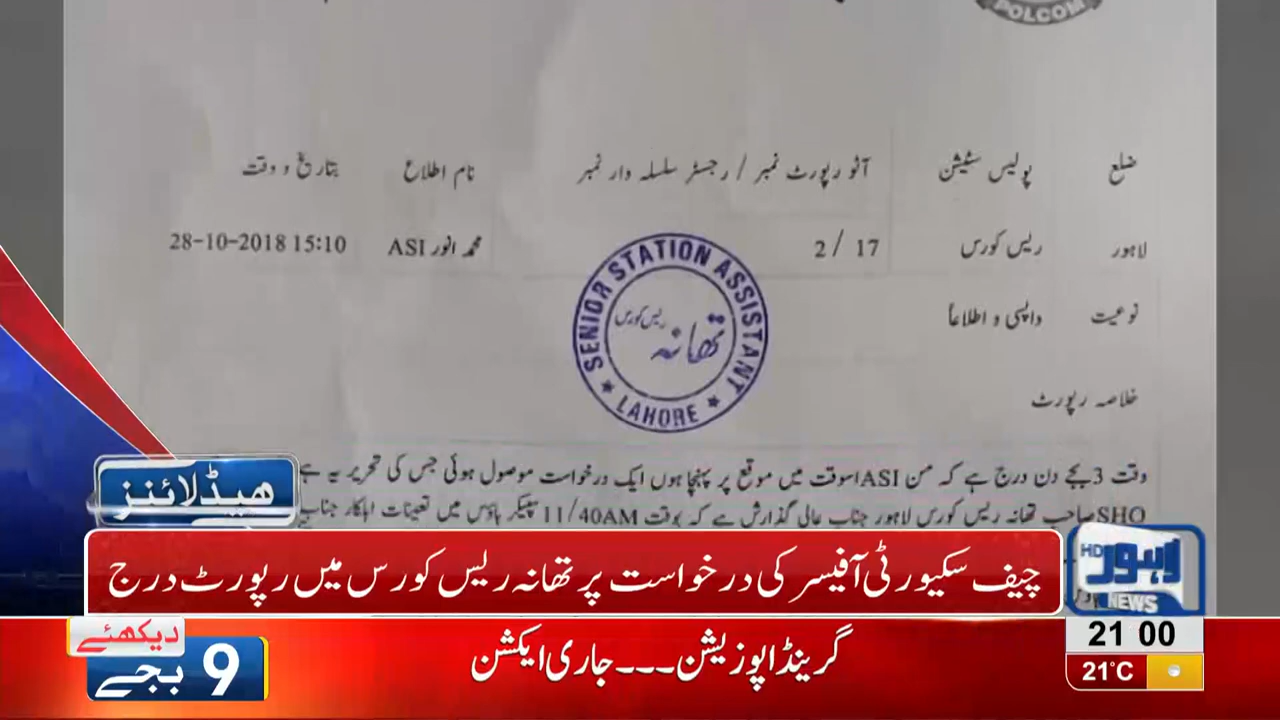 POLCOM
ضلع پولیس سٹیشن آٹو رپورٹ نمبر / رجسٹر سلسلہ وار نمبر نام اطلاع بتاریخ و وقت
لاہور ریس کورس 2/ 17 محمد انور ASI 28-10-2018 15:10
نوعیت واپسی و اطلاعاً
SENIOR STATION ASSISTANT
ریس کورس
تھانہ
LAHORE
خلاصہ رپورٹ
وقت 3 بجے دن درج ہے کہ من ASI اسوقت میں موقع پر پہنچا ہوں ایک درخواست موصول ہوئی جس کی تحریر یہ ہے
SHO صاحب تھانہ ریس کورس لاہور جناب عالی گذارش ہے کہ بوقت 11/40AM سپیکر ہاؤس میں تعینات اہلکار جناب
ہیڈلائنز
چیف سکیورٹی آفیسر کی درخواست پر تھانہ ریس کورس میں رپورٹ درج
لاہور HD
NEWS
دیکھئے
9 بجے
گرینڈ اپوزیشن۔۔۔جاری ایکشن
21 00
21°C